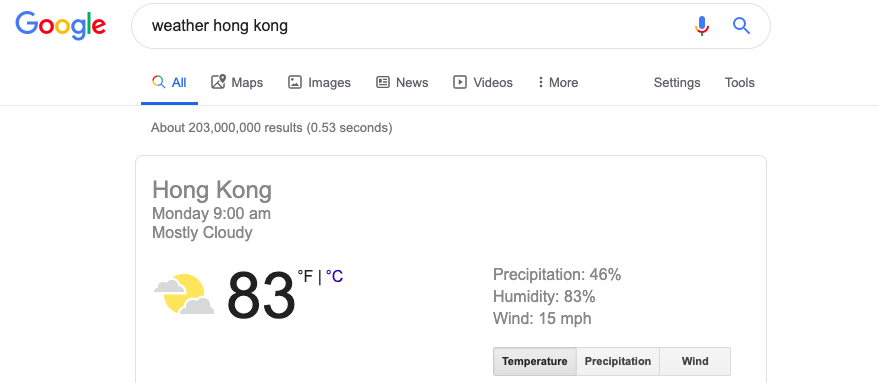 Google weather hong kong
All Maps Images News Videos More Settings Tools
About 203,000,000 results (0.53 seconds)
Hong Kong
Monday 9:00 am
Mostly Cloudy
83 °F | °C
Precipitation: 46%
Humidity: 83%
Wind: 15 mph
Temperature Precipitation Wind